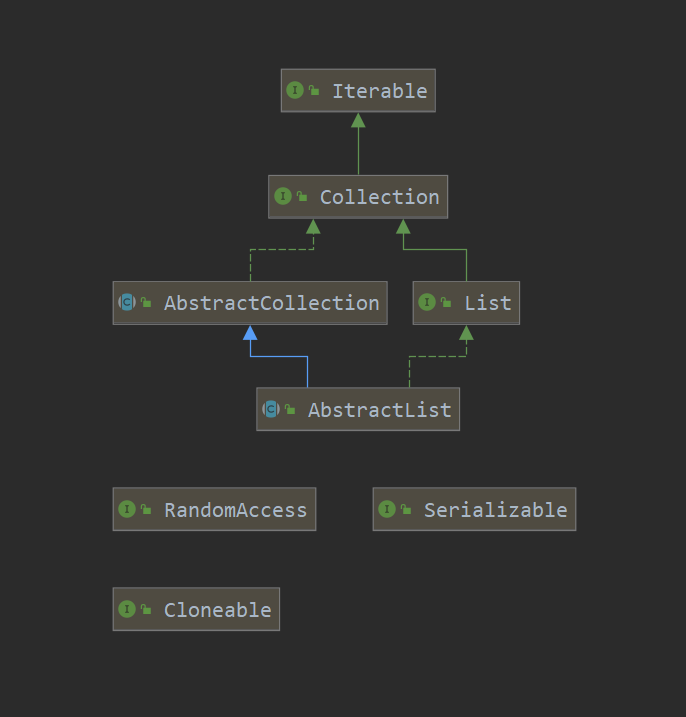 Iterable
Collection
AbstractCollection
List
AbstractList
RandomAccess
Serializable
Cloneable